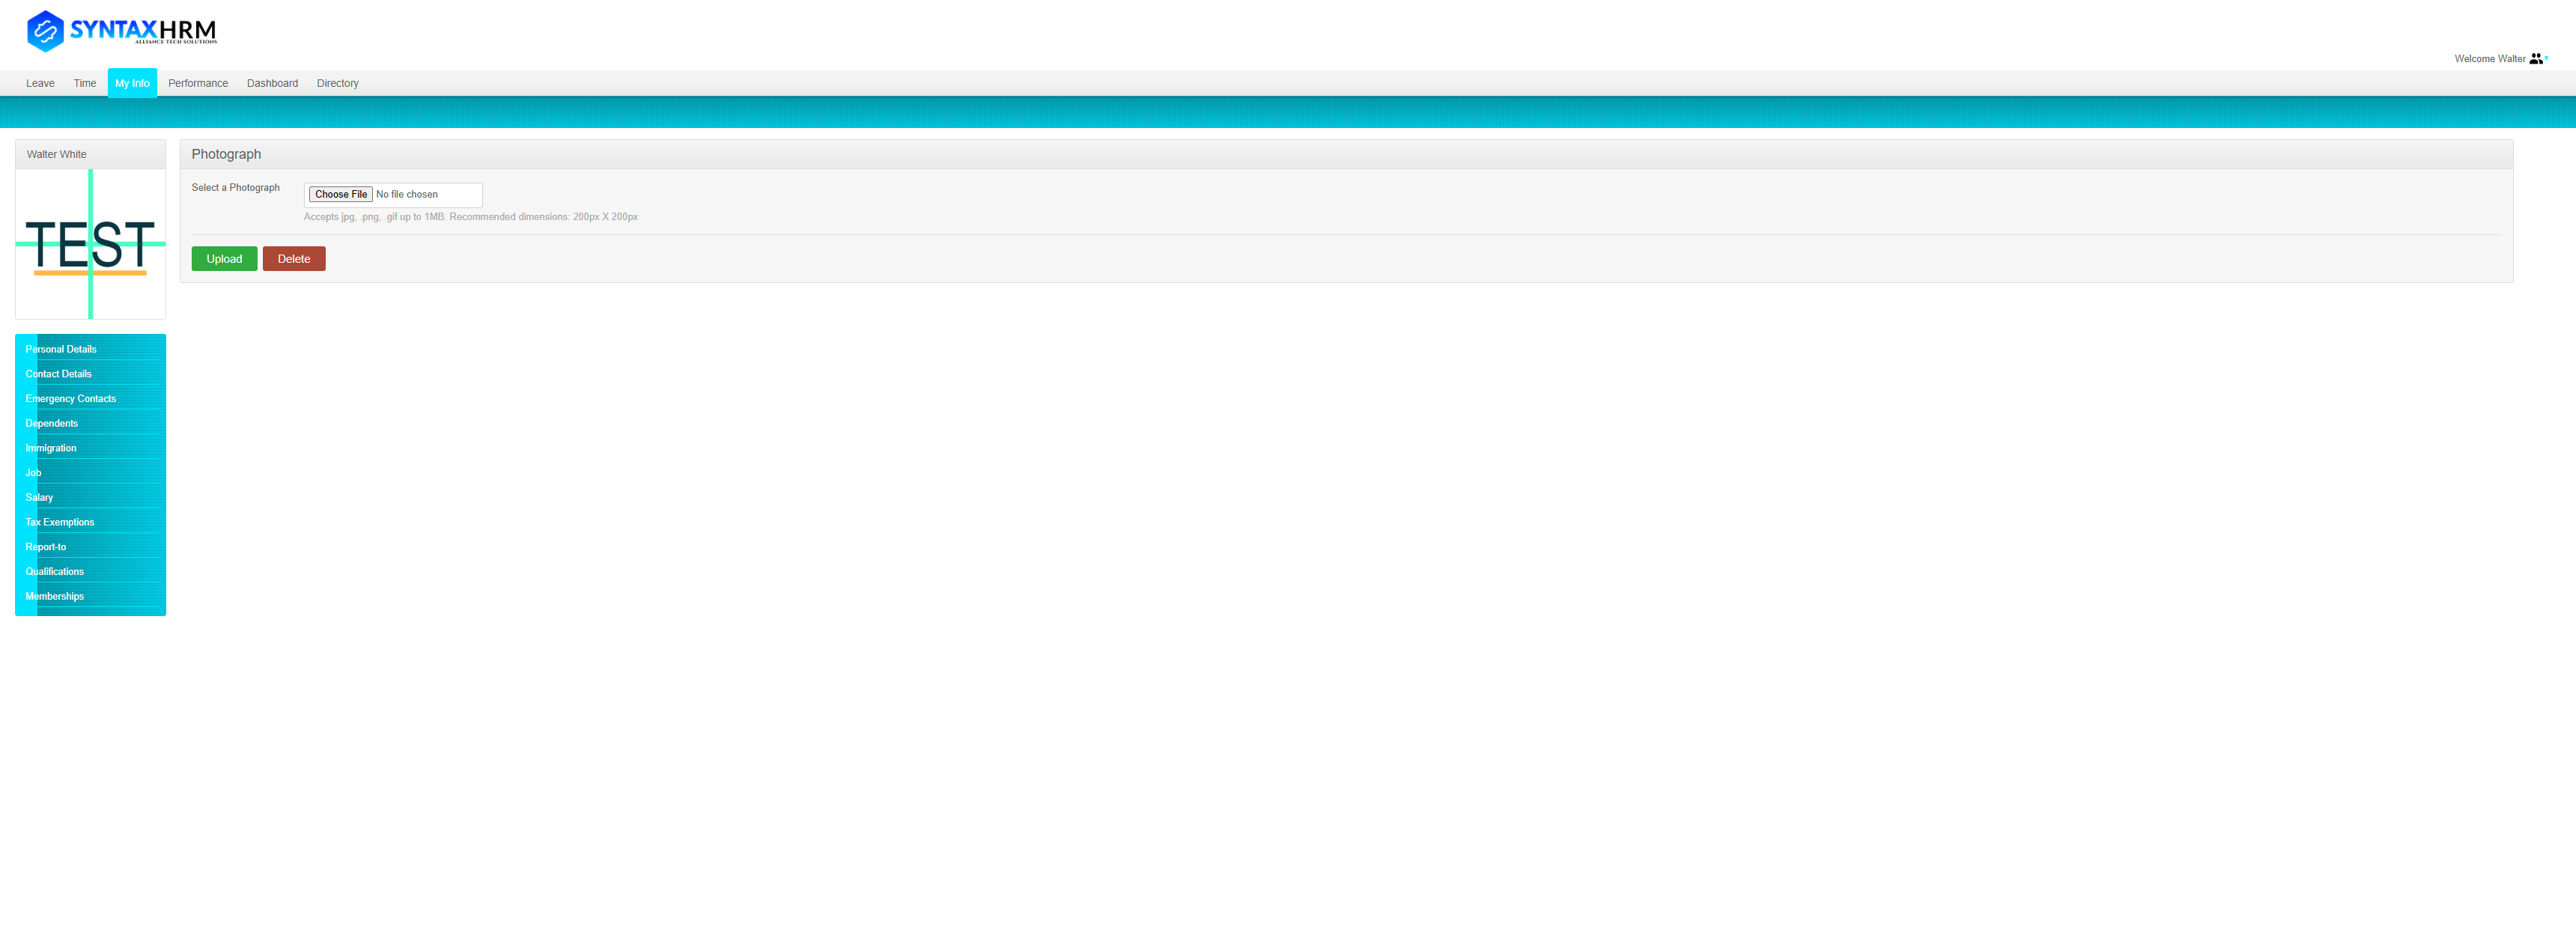 SYNTAXHRM
ALLIANCE TECH SOLUTIONS
Welcome Walter
Leave Time My Info Performance Dashboard Directory
Walter White
TEST
Photograph
Select a Photograph Choose File No file chosen
Accepts jpg, .png, .gif up to 1MB. Recommended dimensions: 200px X 200px
Upload Delete
Personal Details
Contact Details
Emergency Contacts
Dependents
Immigration
Job
Salary
Tax Exemptions
Report-to
Qualifications
Memberships